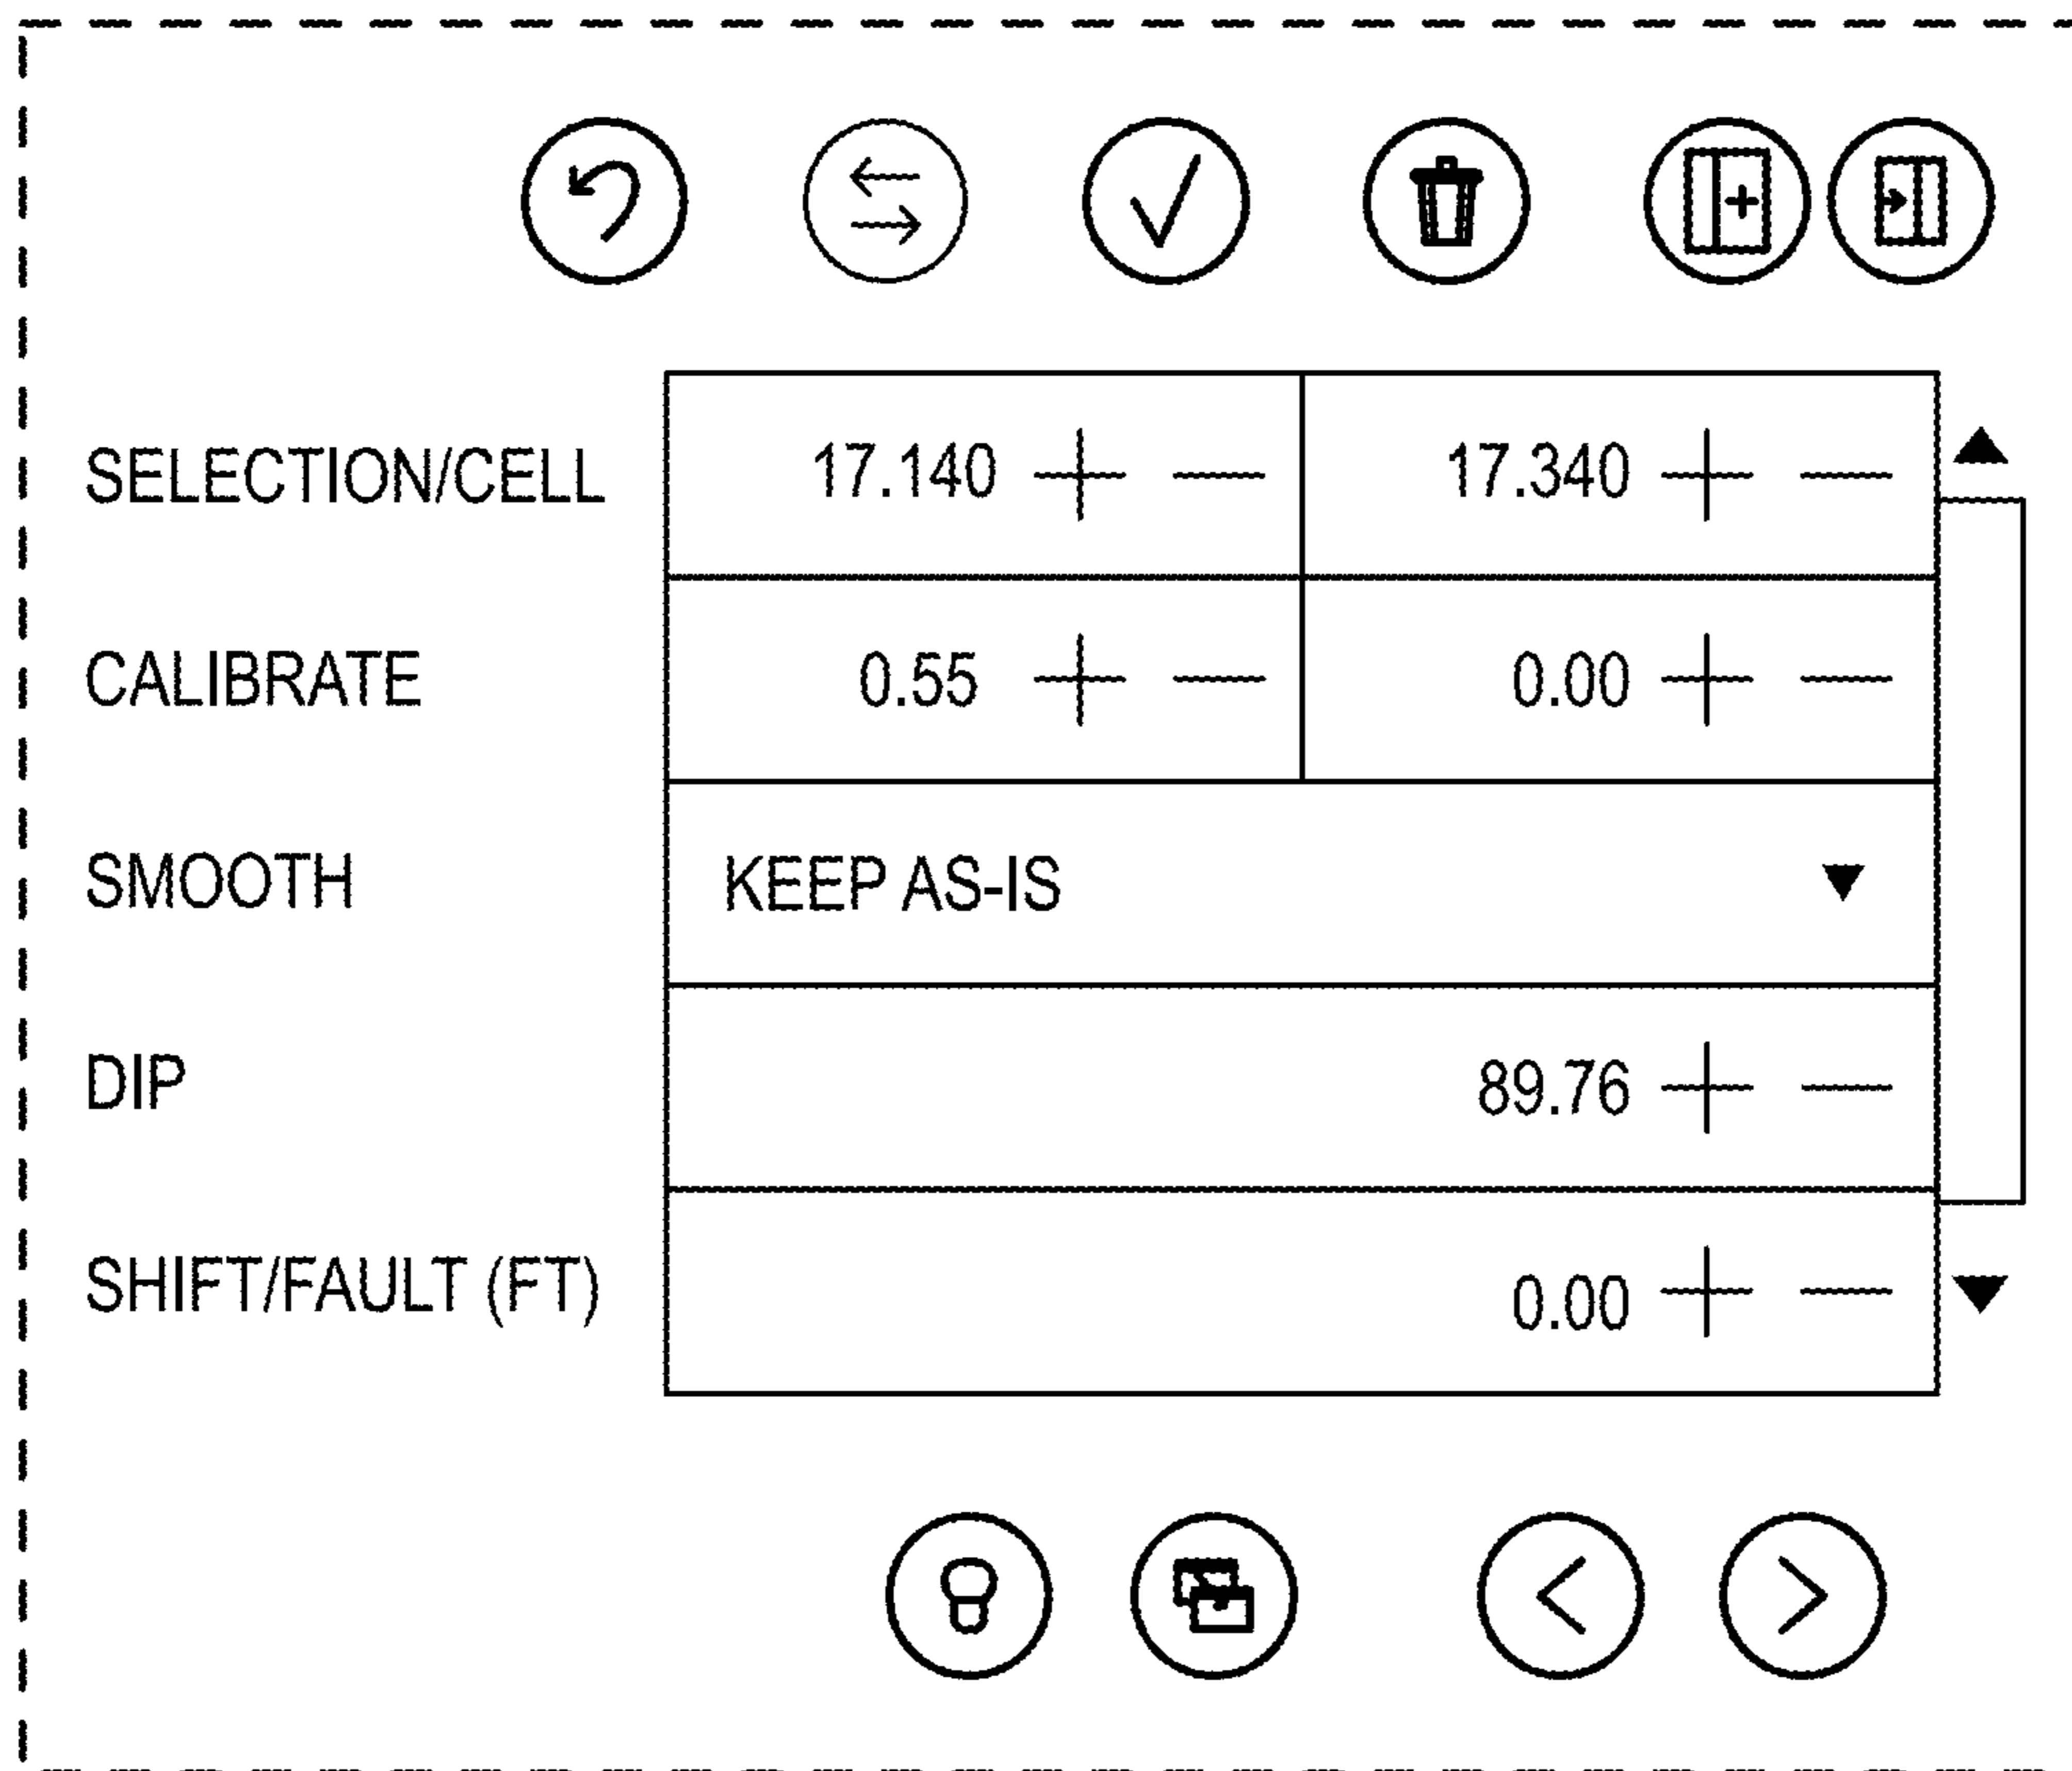 SELECTION/CELL 17.140 + — 17.340 + —
CALIBRATE 0.55 + — 0.00 + —
SMOOTH KEEP AS-IS
DIP 89.76 + —
SHIFT/FAULT (FT) 0.00 + —